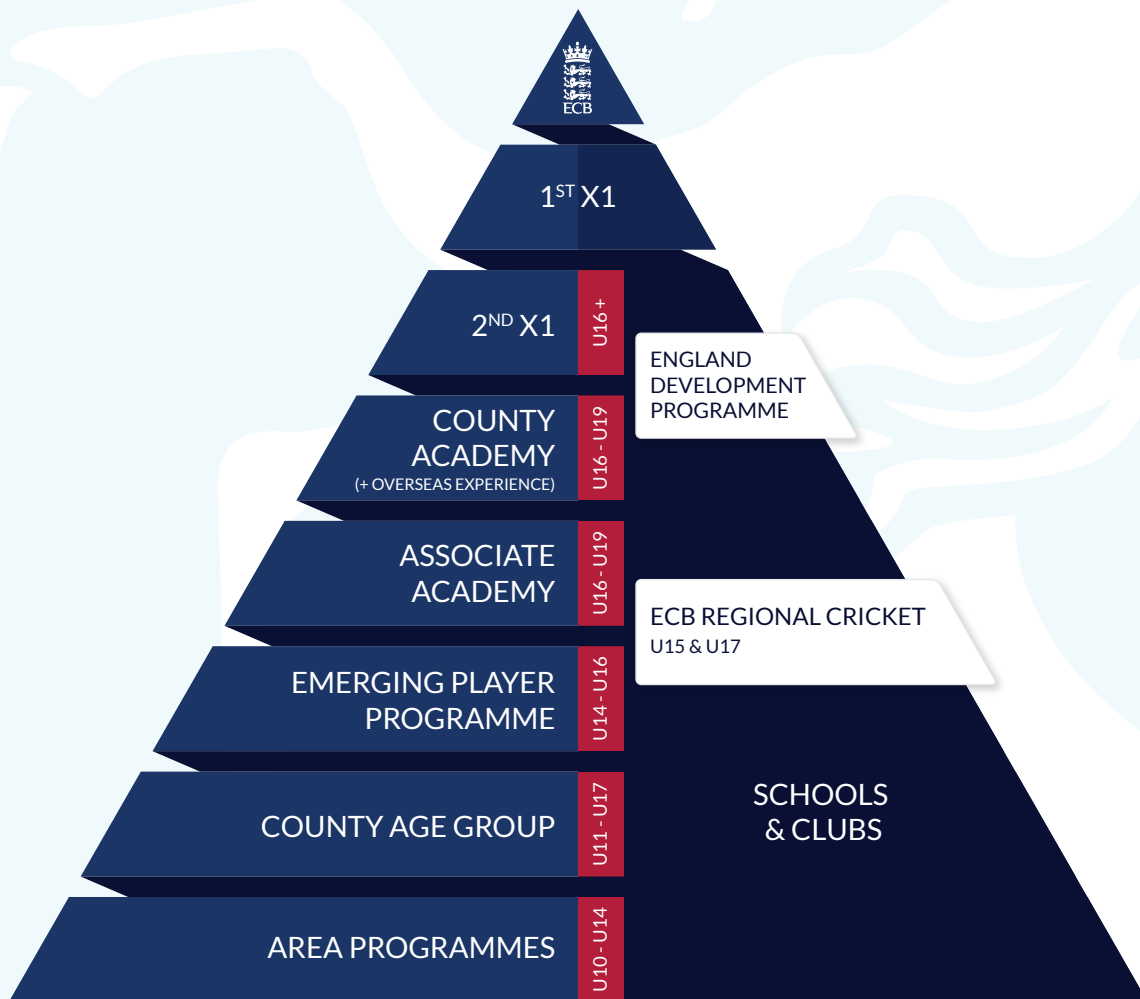 ECB
1ST X1
2ND X1
U16 +
ENGLAND
DEVELOPMENT
PROGRAMME
COUNTY
ACADEMY
(+ OVERSEAS EXPERIENCE)
U16 - U19
ASSOCIATE
ACADEMY
U16 - U19
ECB REGIONAL CRICKET
U15 & U17
EMERGING PLAYER
PROGRAMME
U14 - U16
COUNTY AGE GROUP
U11 - U17
SCHOOLS
& CLUBS
AREA PROGRAMMES
U10 - U14